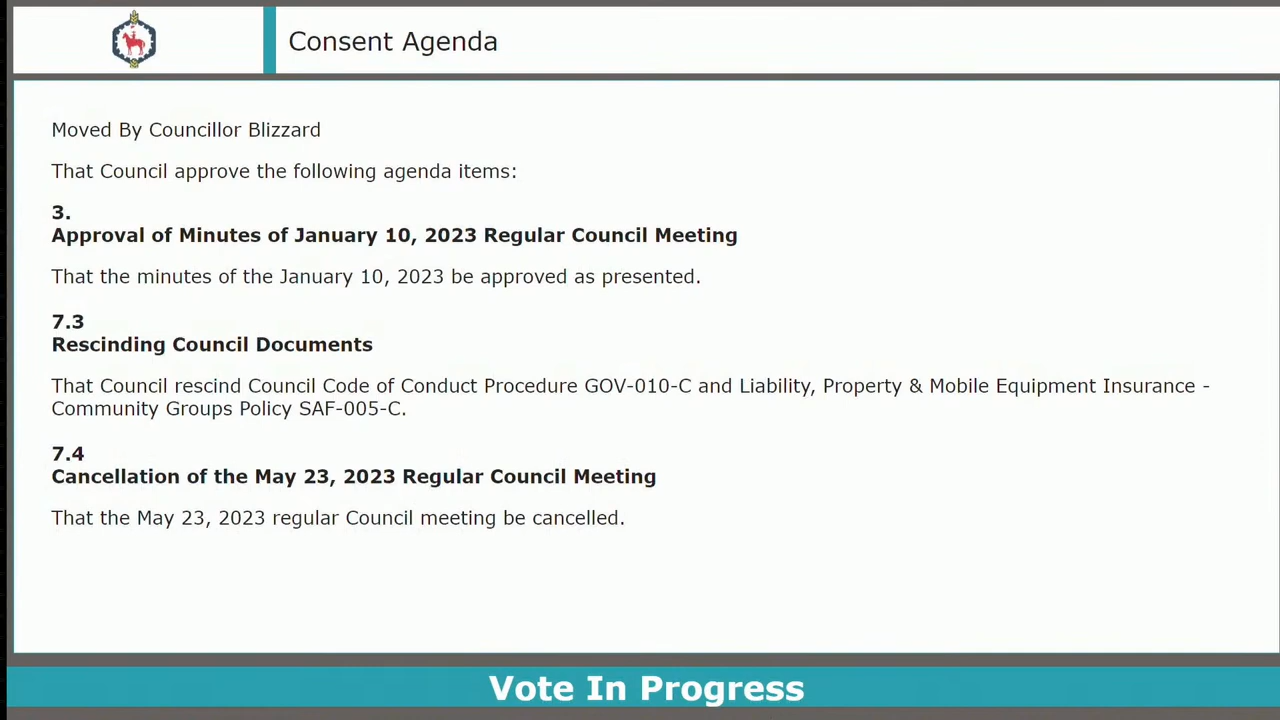 Consent Agenda
Moved By Councillor Blizzard
That Council approve the following agenda items:
3.
Approval of Minutes of January 10, 2023 Regular Council Meeting
That the minutes of the January 10, 2023 be approved as presented.
7.3
Rescinding Council Documents
That Council rescind Council Code of Conduct Procedure GOV-010-C and Liability, Property & Mobile Equipment Insurance -
Community Groups Policy SAF-005-C.
7.4
Cancellation of the May 23, 2023 Regular Council Meeting
That the May 23, 2023 regular Council meeting be cancelled.
Vote In Progress